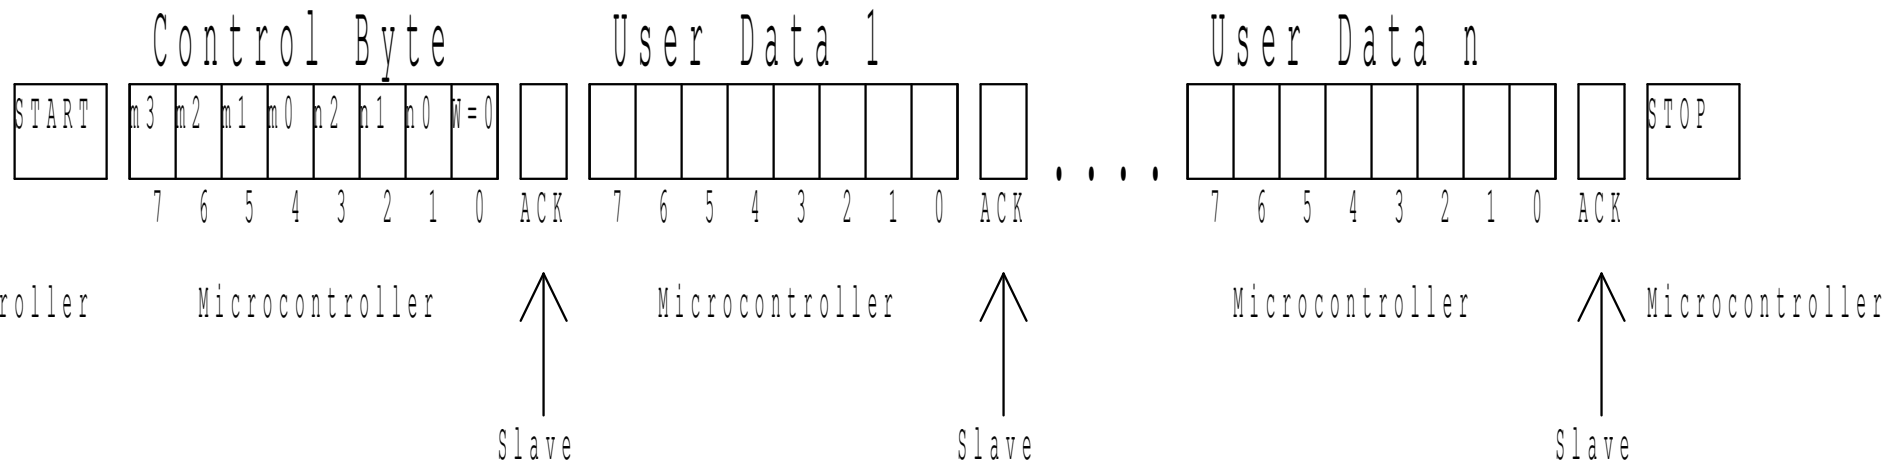 Control Byte User Data 1 User Data n
START m3 m2 m1 m0 n2 n1 n0 W=0 STOP
7 6 5 4 3 2 1 0 ACK 7 6 5 4 3 2 1 0 ACK .... 7 6 5 4 3 2 1 0 ACK
roller Microcontroller Microcontroller Microcontroller Microcontroller
Slave Slave Slave